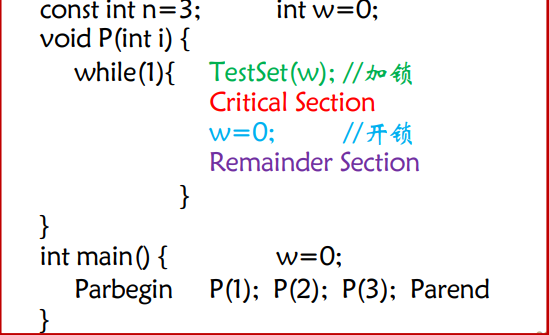 const int n=3; int w=0;
void P(int i) {
while(1){ TestSet(w); //加锁
Critical Section
w=0; //开锁
Remainder Section
}
}
int main() { w=0;
Parbegin P(1); P(2); P(3); Parend
}